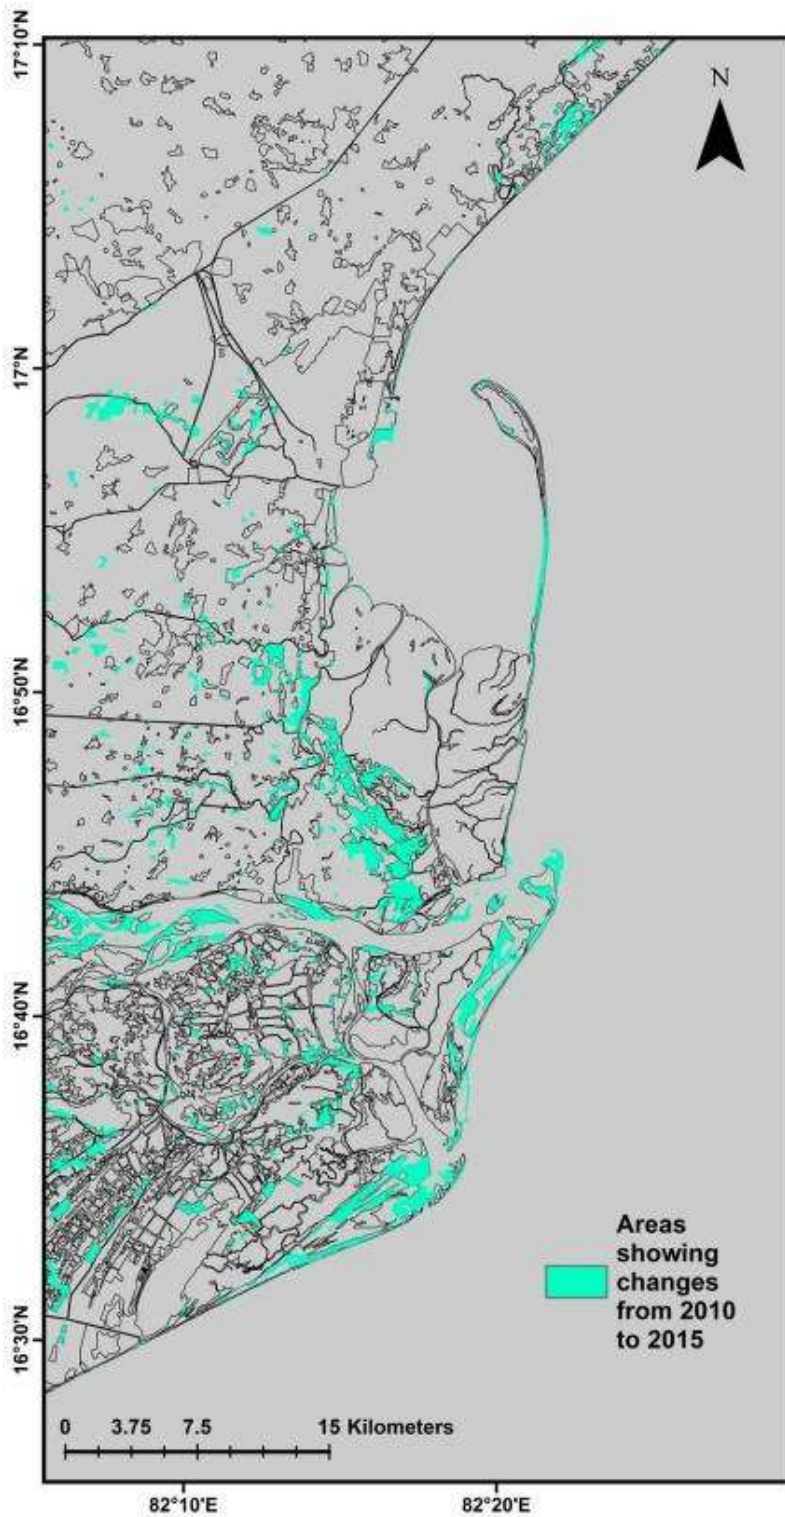 17°10'N
N
17°N
16°50'N
16°40'N
16°30'N
Areas
showing
changes
from 2010
to 2015
0 3.75 7.5 15 Kilometers
82°10'E 82°20'E